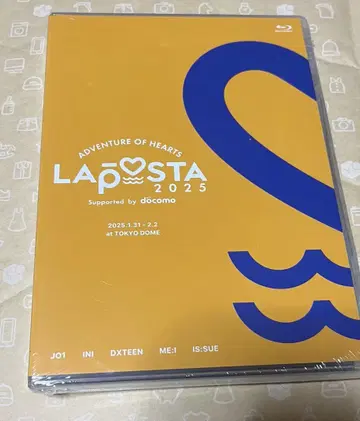 ADVENTURE OF HEARTS
LAPOSTA
2025
Supported by döcomo
2025.1.31 - 2.2
at TOKYO DOME
JO1 INI DXTEEN ME:I IS:SUE